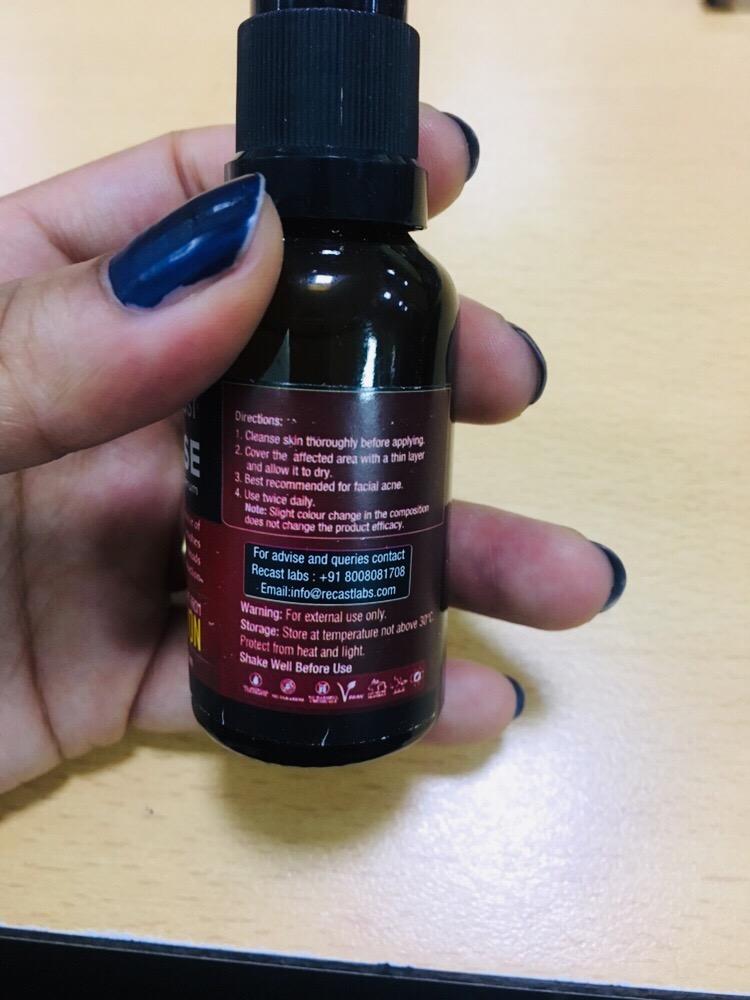 SE
Directions:
1. Cleanse skin thoroughly before applying.
2. Cover the affected area with a thin layer
and allow it to dry.
3. Best recommended for facial acne.
4. Use twice daily.
Note: Slight colour change in the composition
does not change the product efficacy.
For advise and queries contact
Recast labs : +91 8008081708
Email:info@recastlabs.com
Warning: For external use only.
Storage: Store at temperature not above 30°C.
Protect from heat and light.
Shake Well Before Use